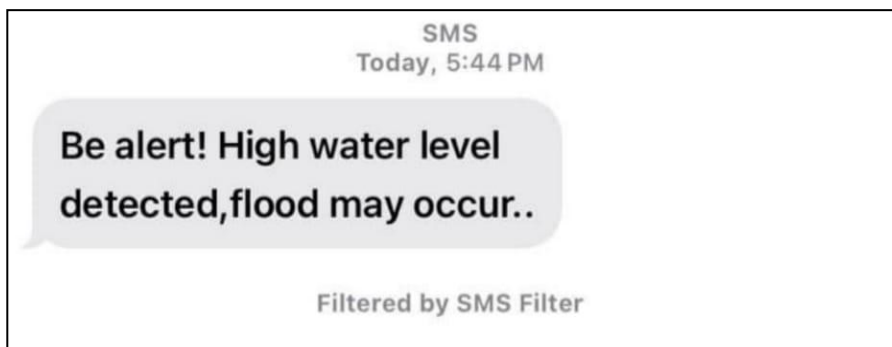 SMS
Today, 5:44 PM
Be alert! High water level
detected,flood may occur..
Filtered by SMS Filter